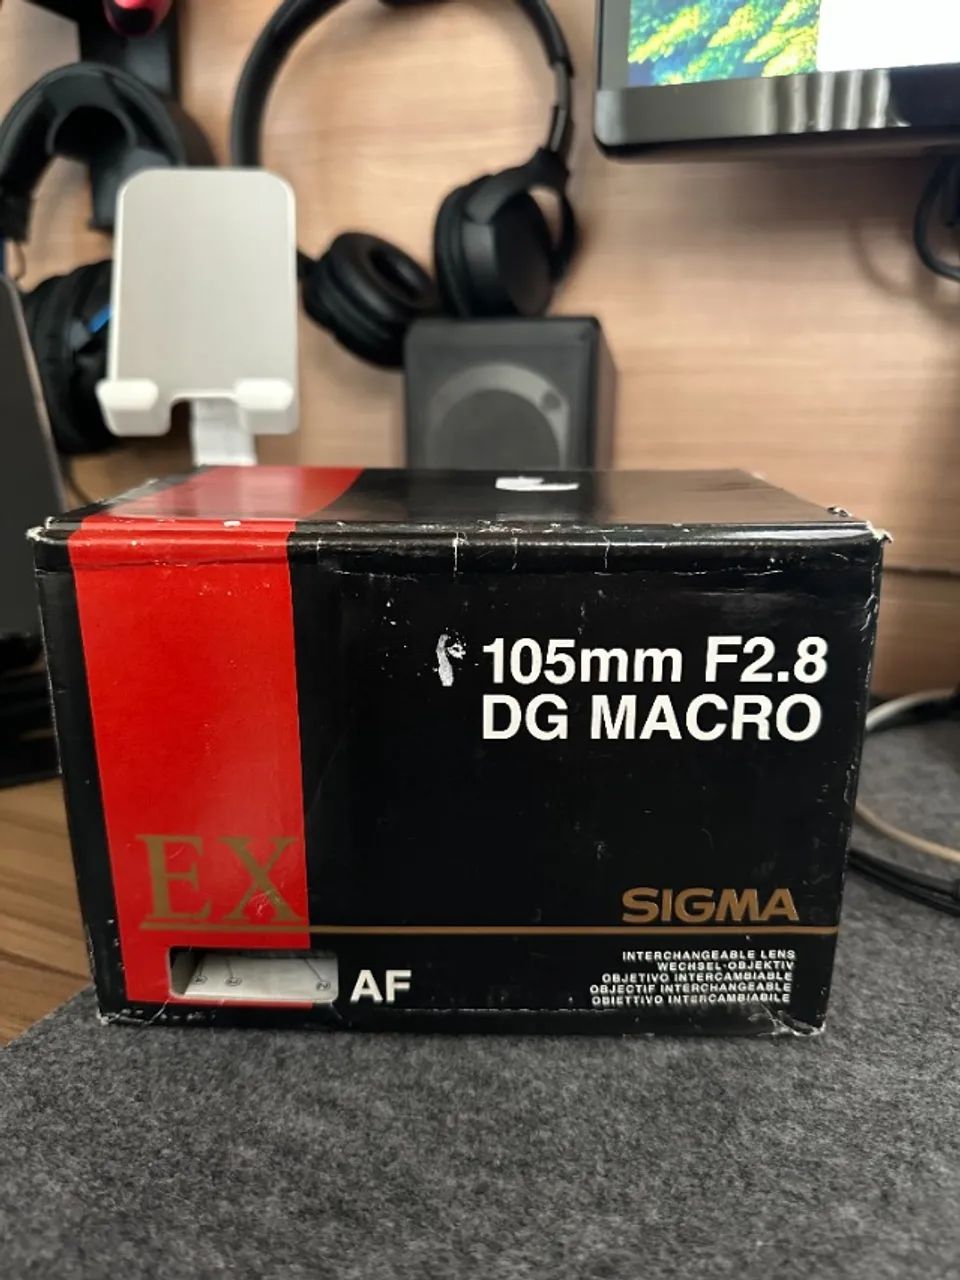 105mm F2.8
DG MACRO
EX
SIGMA
AF
INTERCHANGEABLE LENS
WECHSEL-OBJEKTIV
OBJETIVO INTERCAMBIABLE
OBJECTIF INTERCHANGEABLE
OBIETTIVO INTERCAMBIABILE